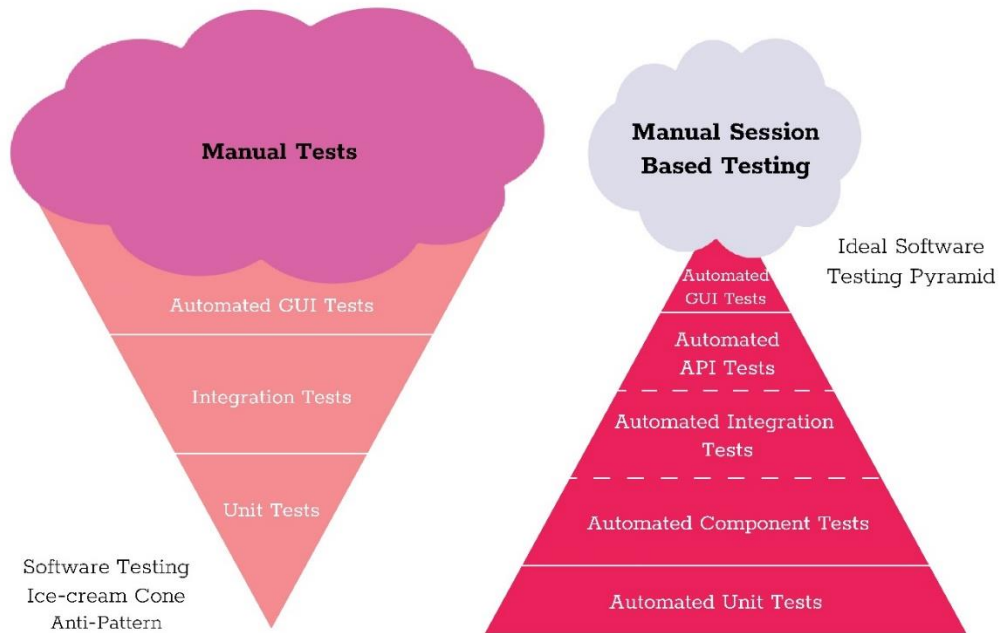 Manual Tests
Automated GUI Tests
Integration Tests
Unit Tests
Software Testing
Ice-cream Cone
Anti-Pattern
Manual Session
Based Testing
Ideal Software
Testing Pyramid
Automated
GUI Tests
Automated
API Tests
Automated Integration
Tests
Automated Component Tests
Automated Unit Tests